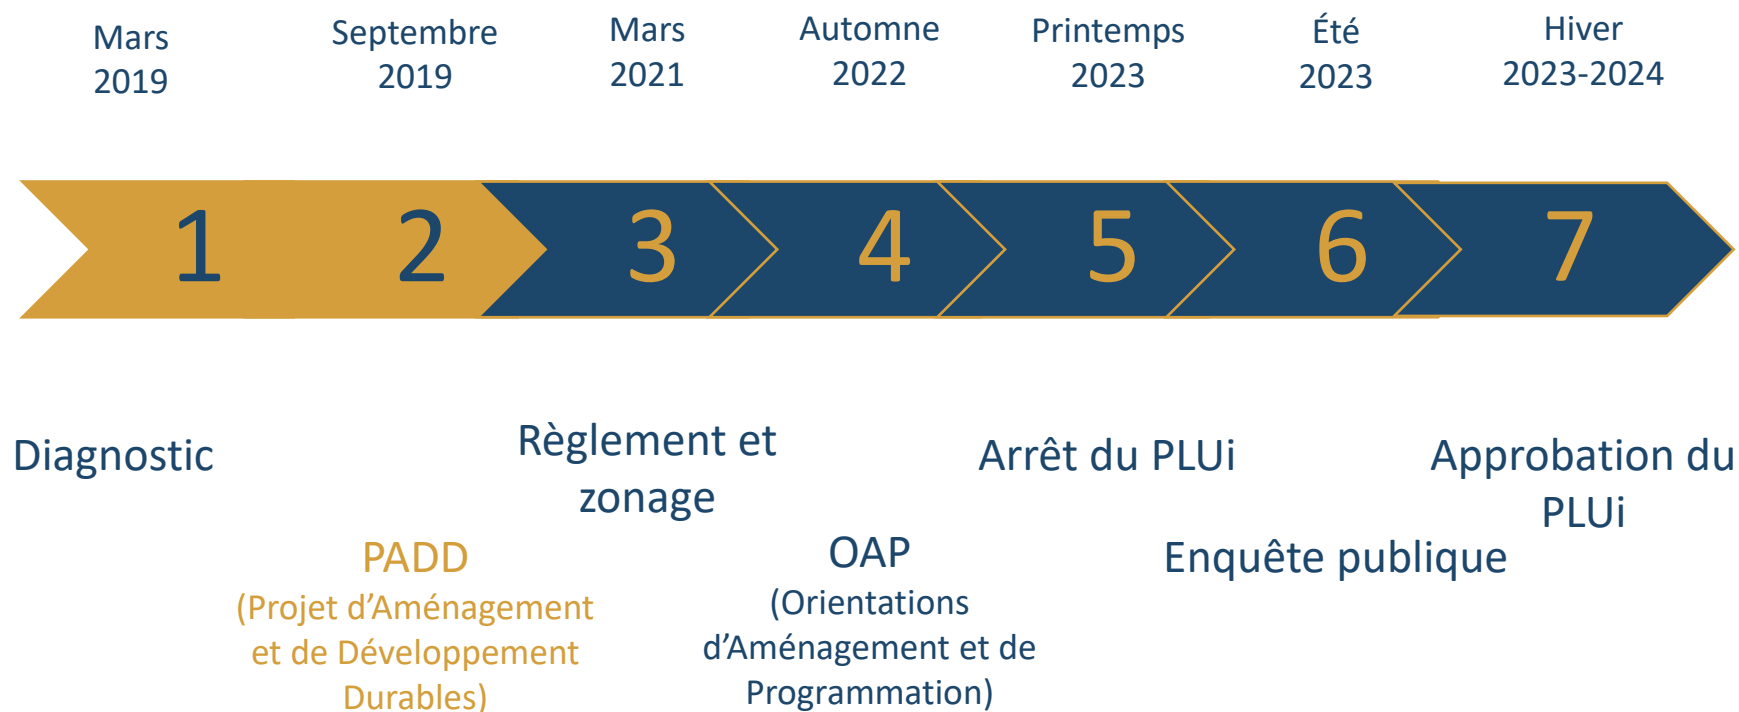 Mars
2019
Septembre
2019
Mars
2021
Automne
2022
Printemps
2023
Été
2023
Hiver
2023-2024
1
2
3
4
5
6
7
Diagnostic
PADD
(Projet d’Aménagement
et de Développement
Durables)
Règlement et
zonage
OAP
(Orientations
d’Aménagement et de
Programmation)
Arrêt du PLUi
Enquête publique
Approbation du
PLUi